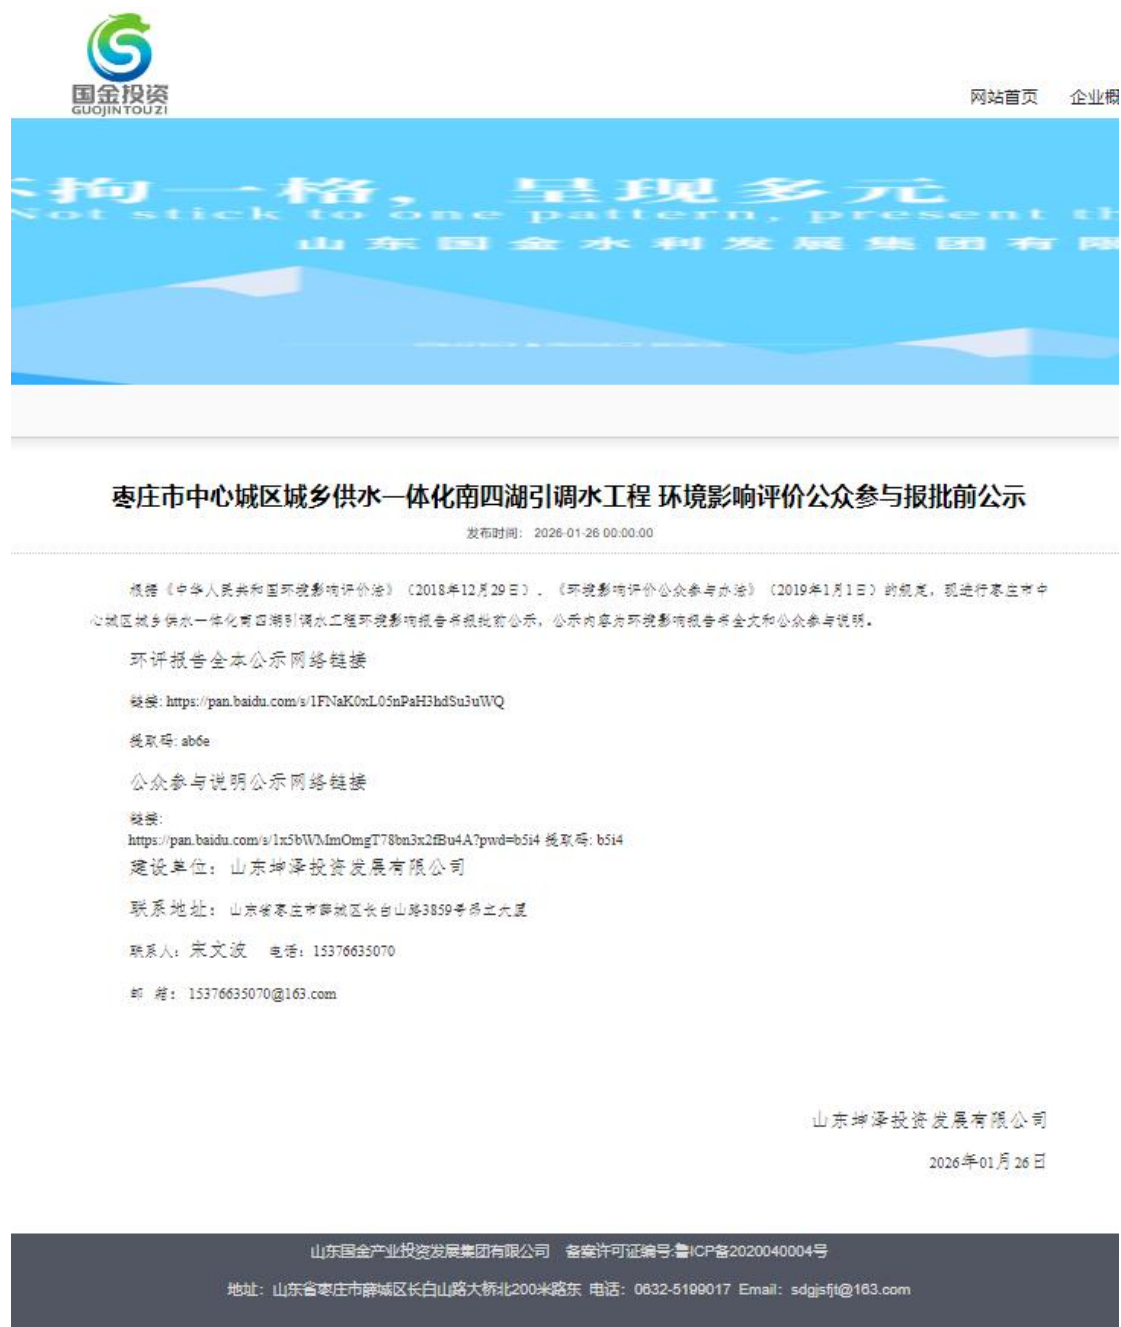 国金投资
GUOJINTOUZI
网站首页 企业概
不拘一格，呈现多元
Not stick to one pattern, present th
山东国金水利发展集团有限
枣庄市中心城区城乡供水一体化南四湖引调水工程 环境影响评价公众参与报批前公示
发布时间： 2026-01-26 00:00:00
根据《中华人民共和国环境影响评价法》（2018年12月29日）、《环境影响评价公众参与办法》（2019年1月1日）的规定，现进行枣庄市中
心城区城乡供水一体化南四湖引调水工程环境影响报告书报批前公示，公示内容为环境影响报告书全文和公众参与说明。
环评报告全本公示网络链接
链接: https://pan.baidu.com/s/1FNaK0xL05nPaH3hdSu3uWQ
提取码: ab6e
公众参与说明公示网络链接
链接:
https://pan.baidu.com/s/1x5bWMmOmgT78bn3x2fBu4A?pwd=b5i4 提取码: b5i4
建设单位：山东坤泽投资发展有限公司
联系地址：山东省枣庄市薛城区长白山路3859号昂立大厦
联系人：宋文波 电话：15376635070
邮 箱： 15376635070@163.com
山东坤泽投资发展有限公司
2026年01月26日
山东国金产业投资发展集团有限公司 备案许可证编号:鲁ICP备2020040004号
地址：山东省枣庄市薛城区长白山路大桥北200米路东 电话：0632-5199017 Email：sdgjsfjt@163.com